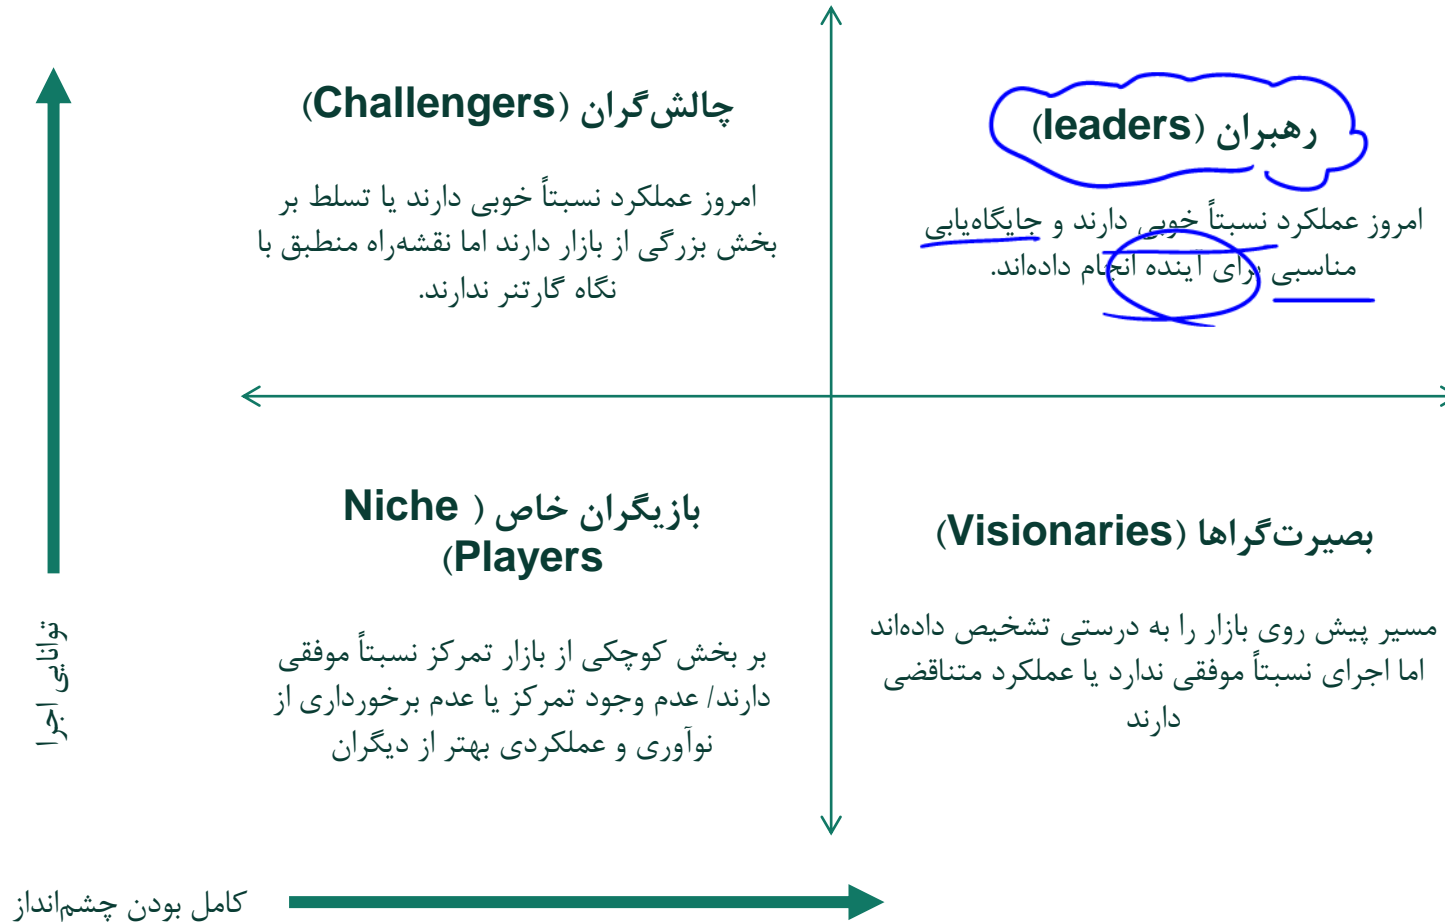 چالش‌گران (Challengers)
امروز عملکرد نسبتاً خوبی دارند یا تسلط بر
بخش بزرگی از بازار دارند اما نقشه‌راه منطبق با
نگاه گارتنر ندارند.
رهبران (leaders)
امروز عملکرد نسبتاً خوبی دارند و جایگاه‌یابی
مناسبی برای آینده انجام داده‌اند.
بازیگران خاص (Niche
Players)
بر بخش کوچکی از بازار تمرکز نسبتاً موفقی
دارند/ عدم وجود تمرکز یا عدم برخورداری از
نوآوری و عملکردی بهتر از دیگران
بصیرت‌گراها (Visionaries)
مسیر پیش روی بازار را به درستی تشخیص داده‌اند
اما اجرای نسبتاً موفقی ندارد یا عملکرد متناقضی
دارند
توانایی اجرا
کامل بودن چشم‌انداز